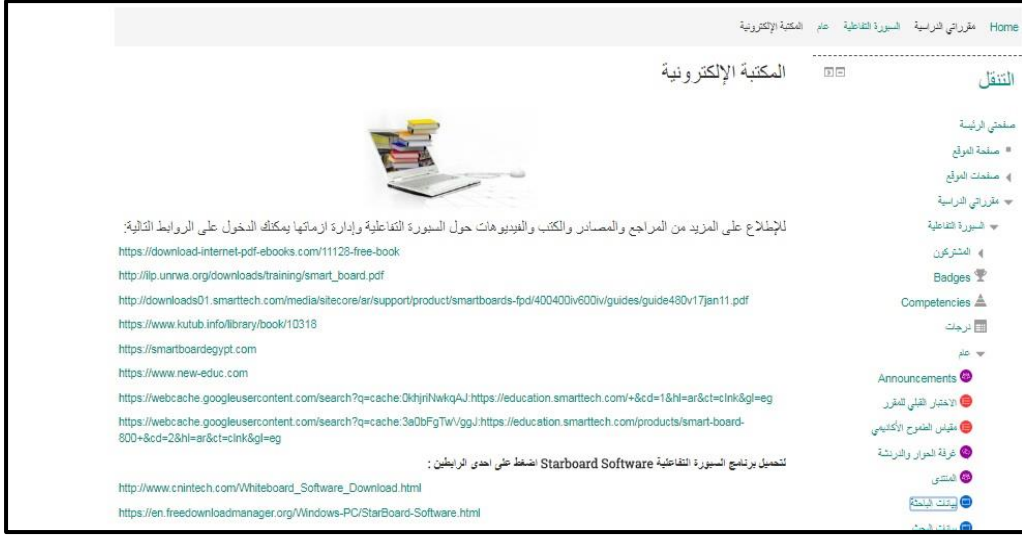 Home مقرراتي الدراسية السبورة التفاعلية عام المكتبة الإلكترونية
المكتبة الإلكترونية
للإطلاع على المزيد من المراجع والمصادر والكتب والفيديوهات حول السبورة التفاعلية وإدارة ازماتها يمكنك الدخول على الروابط التالية:
https://download-internet-pdf-ebooks.com/11128-free-book
http://ilp.unrwa.org/downloads/training/smart_board.pdf
http://downloads01.smarttech.com/media/sitecore/ar/support/product/smartboards-fpd/400400iv600iv/guides/guide480v17jan11.pdf
https://www.kutub.info/library/book/10318
https://smartboardegypt.com
https://www.new-educ.com
https://webcache.googleusercontent.com/search?q=cache:0khjriNwkqAJ:https://education.smarttech.com/+&cd=1&hl=ar&ct=clnk&gl=eg
https://webcache.googleusercontent.com/search?q=cache:3a0bFgTwVggJ:https://education.smarttech.com/products/smart-board-
800+&cd=2&hl=ar&ct=clnk&gl=eg
لتحميل برنامج السبورة التفاعلية Starboard Software اضغط على احدى الرابطين :
http://www.cnintech.com/Whiteboard_Software_Download.html
https://en.freedownloadmanager.org/Windows-PC/StarBoard-Software.html
التنقل
صفحتي الرئيسة
صفحة الموقع
صفحات الموقع
مقرراتي الدراسية
السبورة التفاعلية
المشتركون
Badges
Competencies
درجات
عام
Announcements
الاختبار القبلي للمقرر
مقياس الطموح الأكاديمي
غرفة الحوار والدردشة
المنتدى
بيانات الباحثة
بيانات البحث